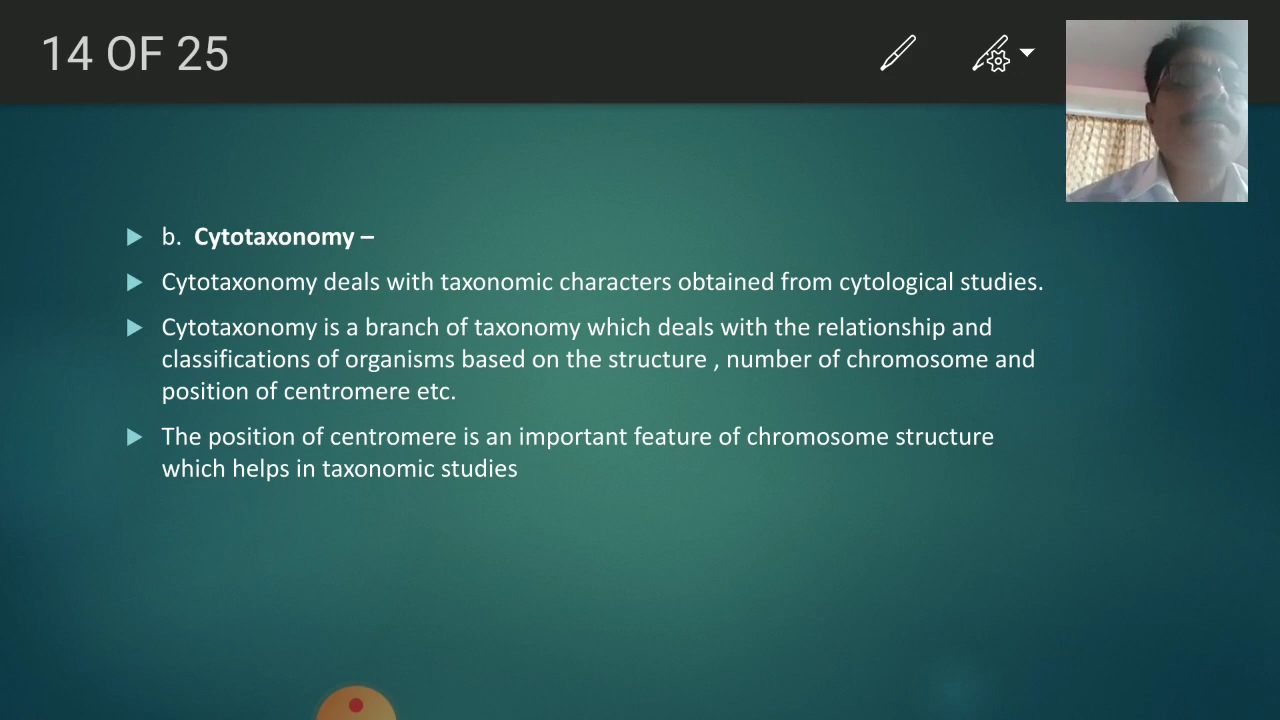 14 OF 25
b. Cytotaxonomy –
Cytotaxonomy deals with taxonomic characters obtained from cytological studies.
Cytotaxonomy is a branch of taxonomy which deals with the relationship and
classifications of organisms based on the structure , number of chromosome and
position of centromere etc.
The position of centromere is an important feature of chromosome structure
which helps in taxonomic studies